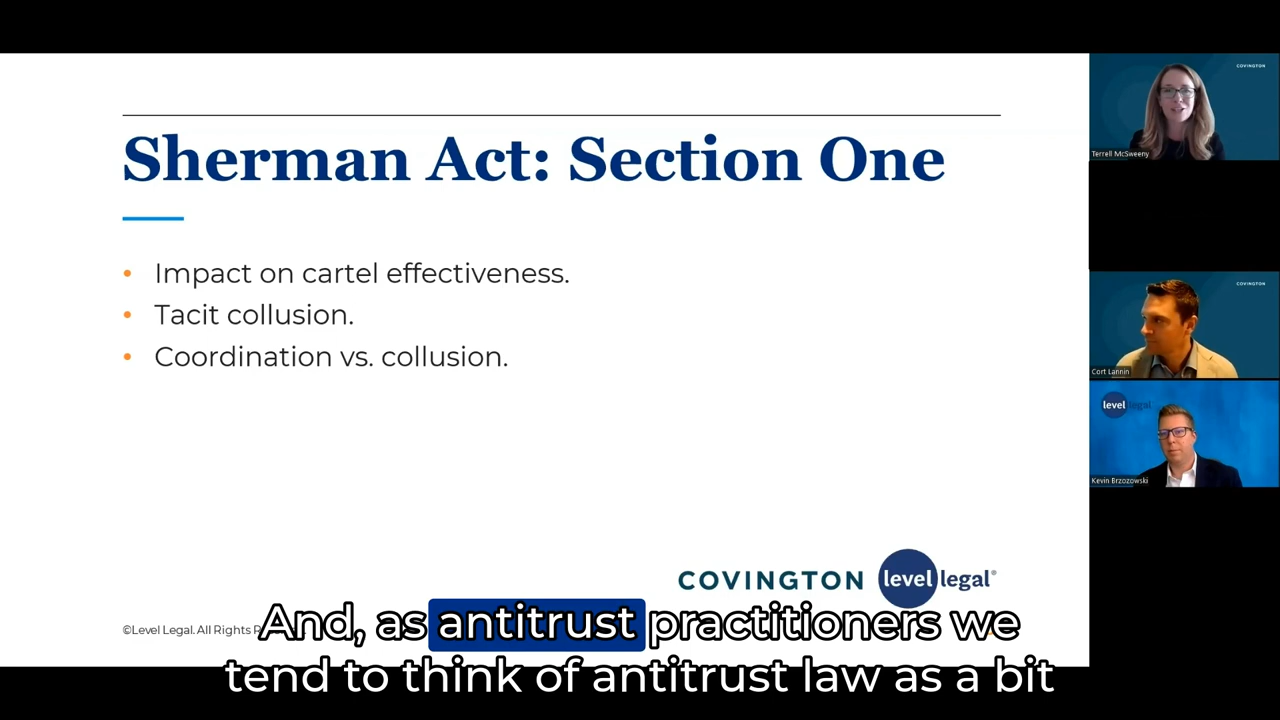 Sherman Act: Section One
• Impact on cartel effectiveness.
• Tacit collusion.
• Coordination vs. collusion.
COVINGTON
level legal®
©Level Legal. All Rights R
And, as antitrust practitioners we
tend to think of antitrust law as a bit
COVINGTON
Terrell McSweeny
COVINGTON
Cort Lannin
level legal
Kevin Brzozowski